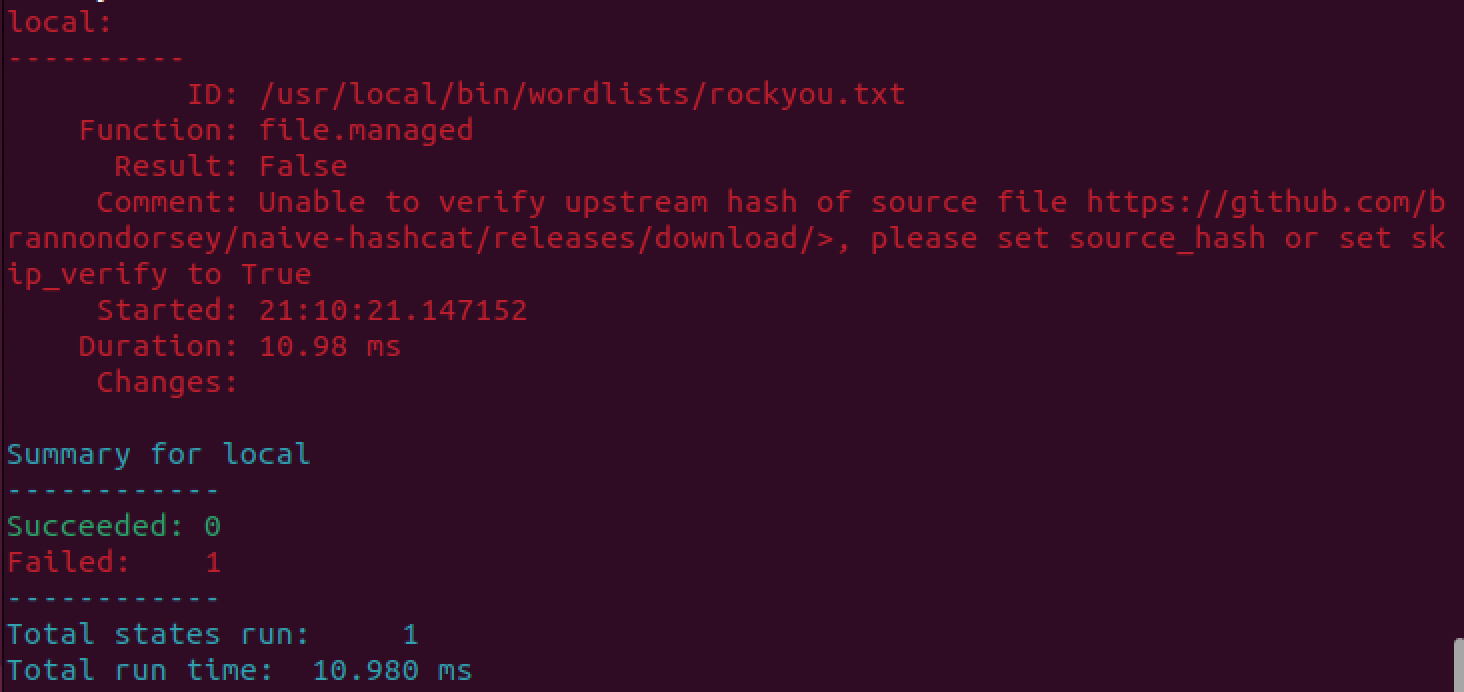 local:
----------
          ID: /usr/local/bin/wordlists/rockyou.txt
    Function: file.managed
      Result: False
     Comment: Unable to verify upstream hash of source file https://github.com/b
rannondorsey/naive-hashcat/releases/download/>, please set source_hash or set sk
ip_verify to True
     Started: 21:10:21.147152
    Duration: 10.98 ms
     Changes:
Summary for local
------------
Succeeded: 0
Failed:    1
------------
Total states run:     1
Total run time:  10.980 ms